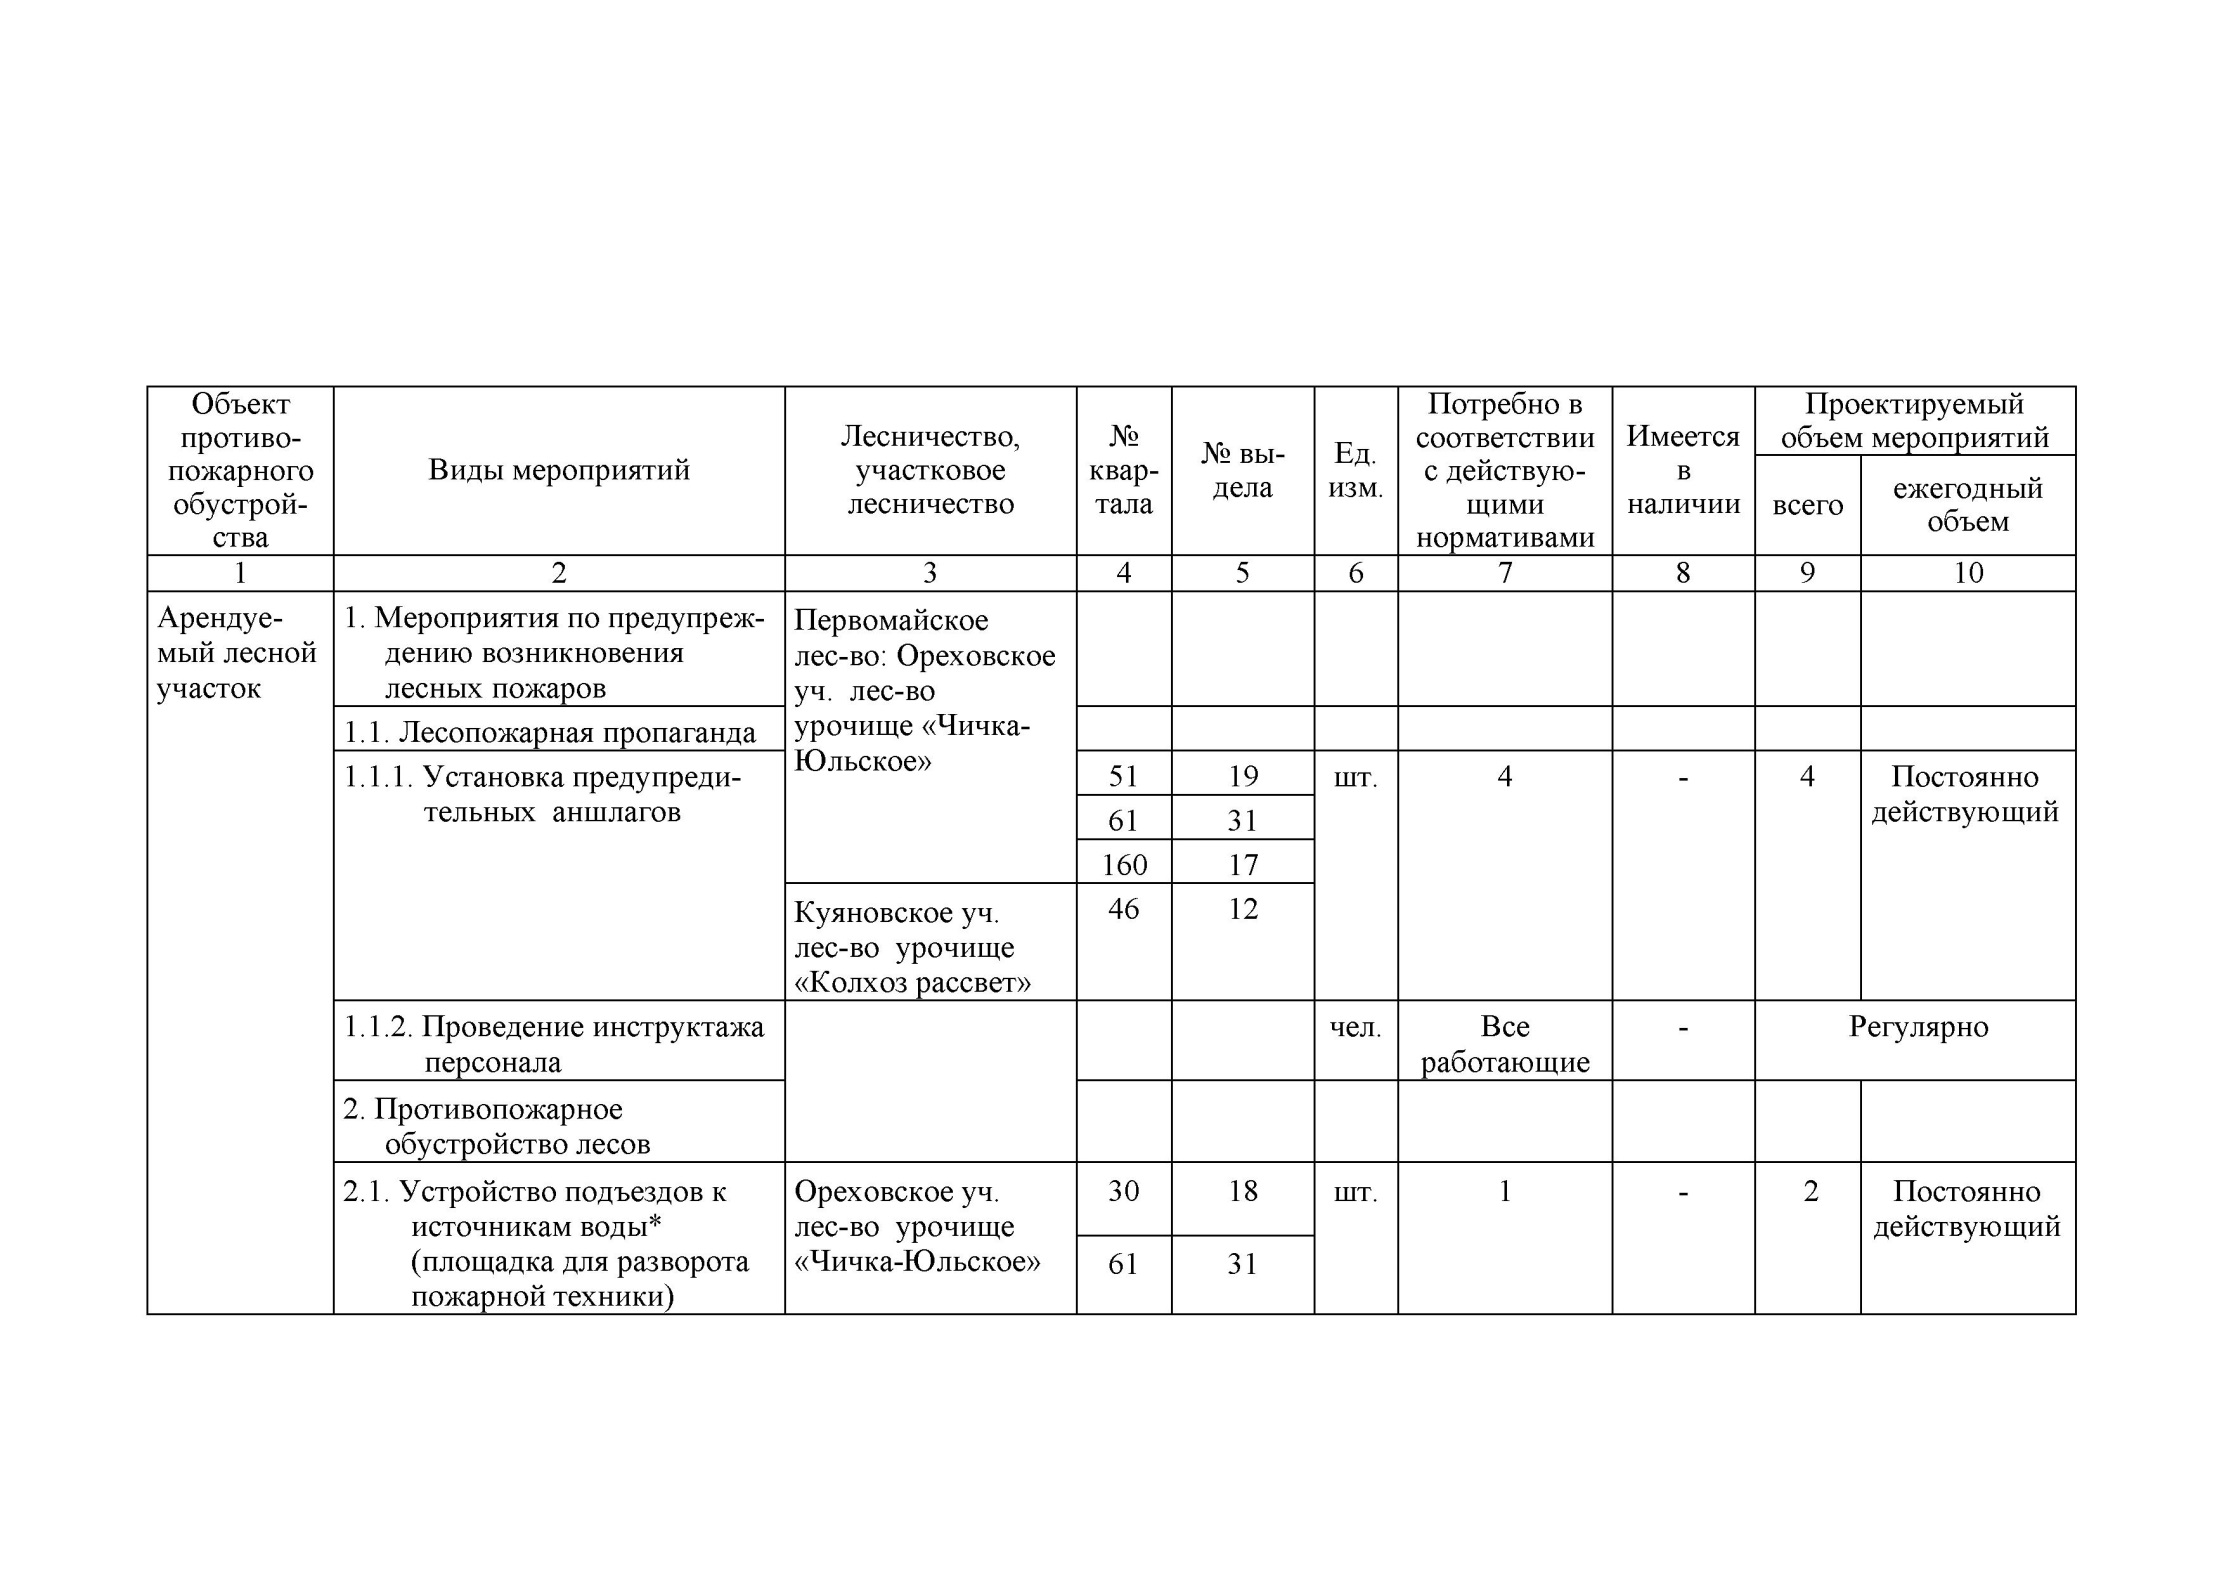 Объект
противо-
пожарного
обустрой-
ства
Виды мероприятий
Лесничество,
участковое
лесничество
№
квар-
тала
№ вы-
дела
Ед.
изм.
Потребно в
соответствии
с действую-
щими
нормативами
Имеется
в
наличии
Проектируемый
объем мероприятий
всего
ежегодный
объем
1 2 3 4 5 6 7 8 9 10
Арендуе-
мый лесной
участок
1. Мероприятия по предупреж-
дению возникновения
лесных пожаров
Первомайское
лес-во: Ореховское
уч. лес-во
урочище «Чичка-
Юльское»
1.1. Лесопожарная пропаганда
1.1.1. Установка предупреди-
тельных аншлагов
51 19 шт. 4 - 4 Постоянно
действующий
61 31
160 17
Куяновское уч.
лес-во урочище
«Колхоз рассвет»
46 12
1.1.2. Проведение инструктажа
персонала
чел. Все
работающие
- Регулярно
2. Противопожарное
обустройство лесов
2.1. Устройство подъездов к
источникам воды*
(площадка для разворота
пожарной техники)
Ореховское уч.
лес-во урочище
«Чичка-Юльское»
30 18 шт. 1 - 2 Постоянно
действующий
61 31